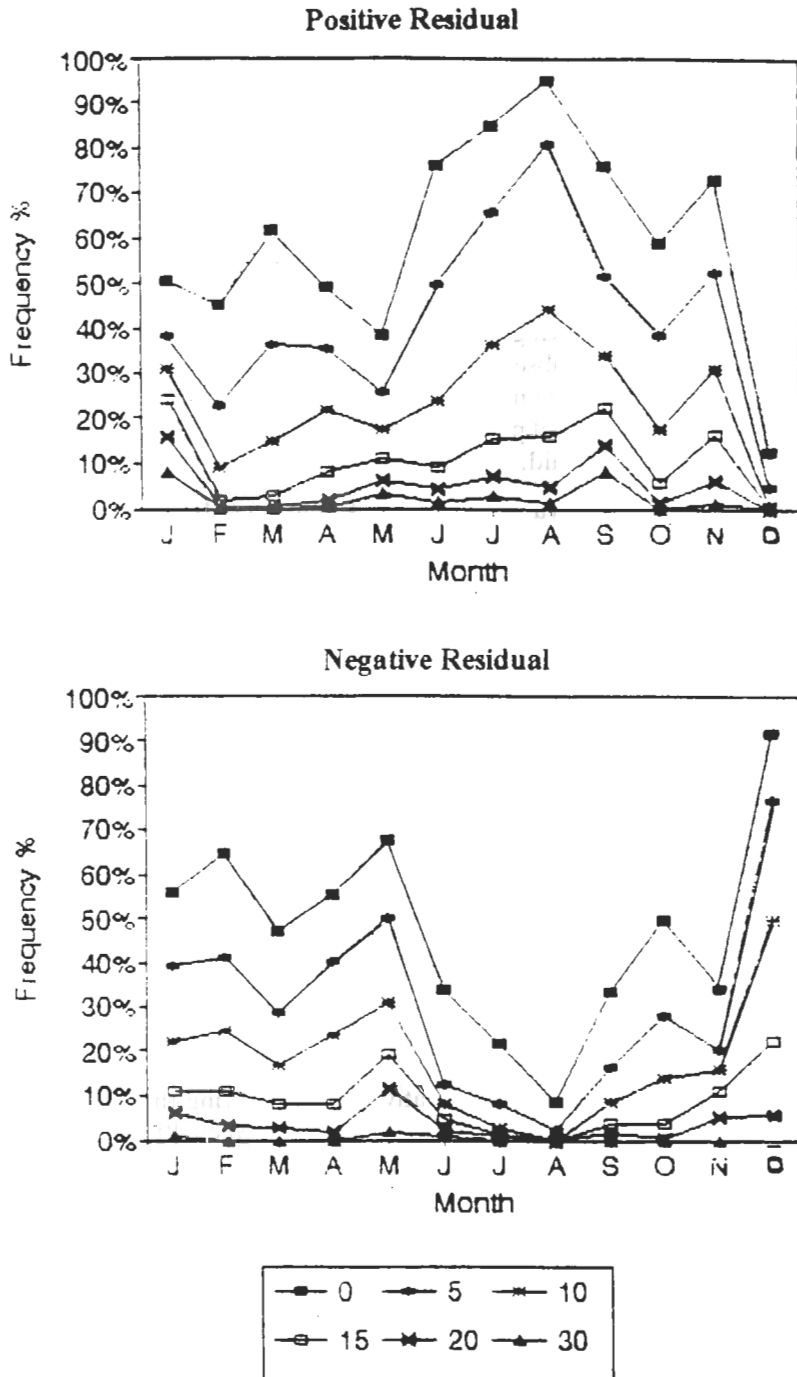 Positive Residual
100%
90%
80%
70%
60%
50%
40%
30%
20%
10%
0%
Frequency %
J F M A M J J A S O N D
Month
Negative Residual
100%
90%
80%
70%
60%
50%
40%
30%
20%
10%
0%
Frequency %
J F M A M J J A S O N D
Month
0 5 10
15 20 30